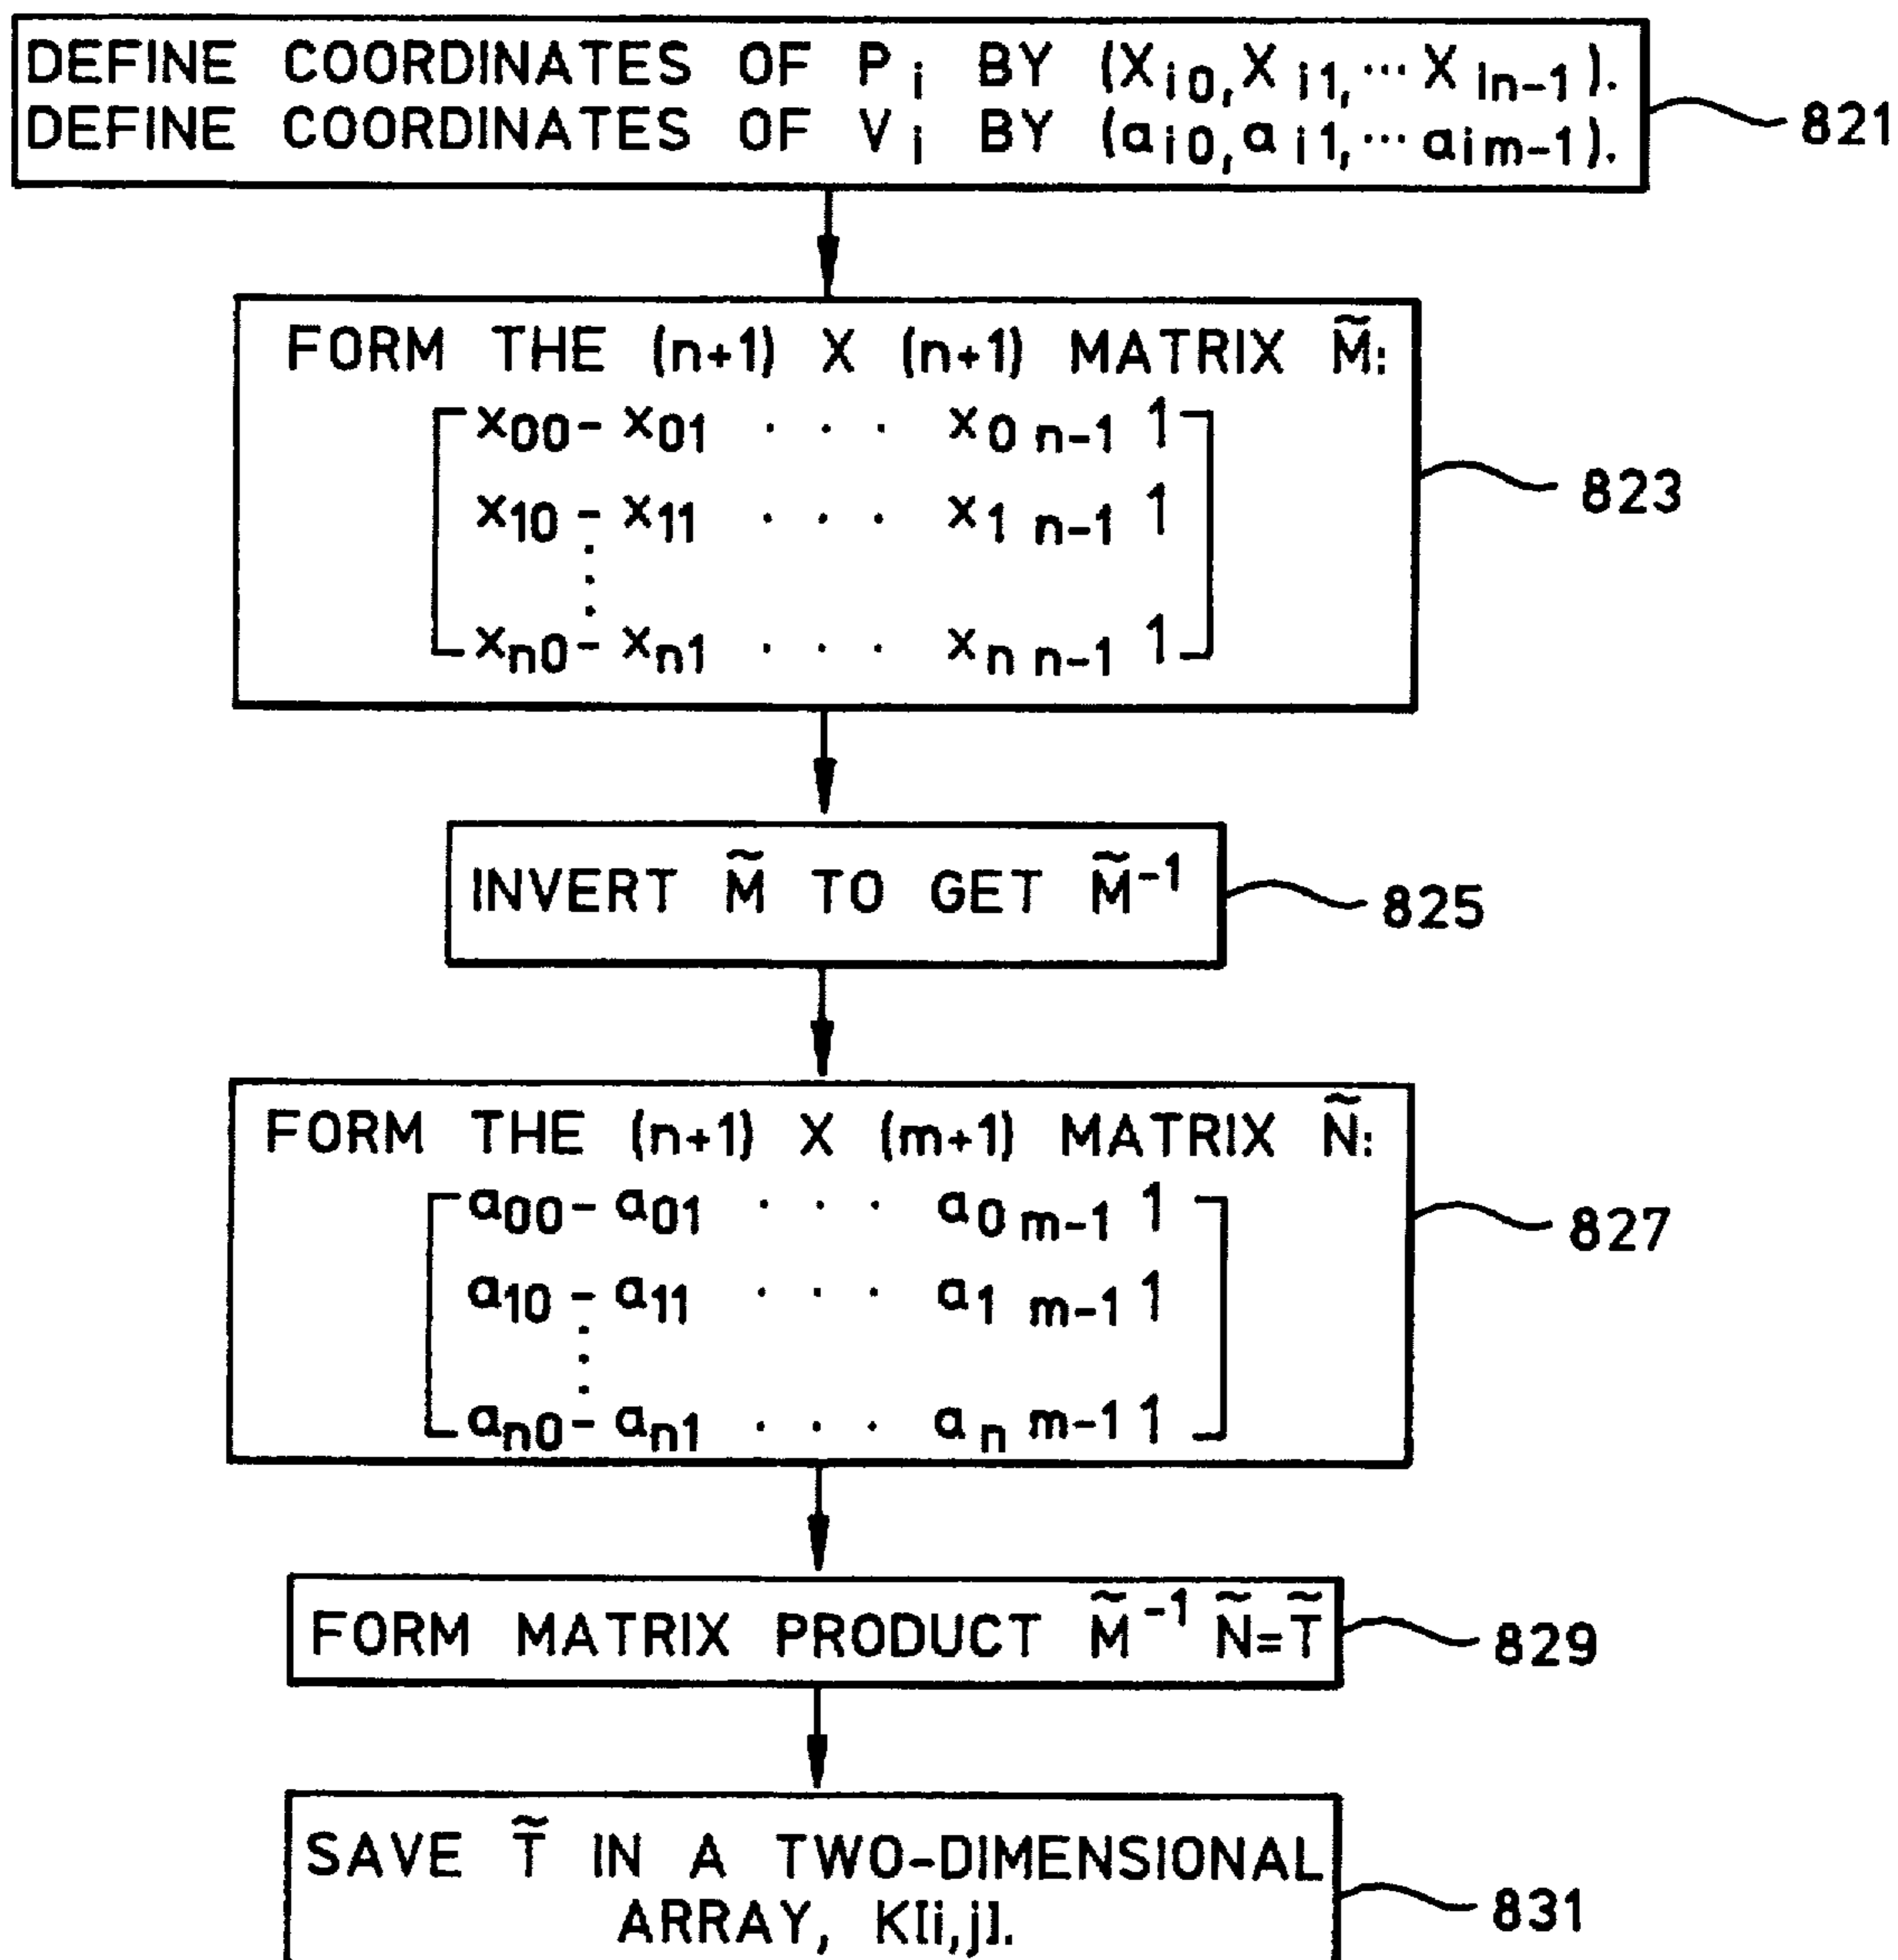 DEFINE COORDINATES OF Pi BY (Xi0,Xi1,···Xin-1).
DEFINE COORDINATES OF Vi BY (ai0,ai1,···aim-1).
821
FORM THE (n+1) X (n+1) MATRIX M̃:
x00- x01 . . . x0 n-1 1
x10 - x11 . . . x1 n-1 1
823
xn0- xn1 . . . xn n-1 1
INVERT M̃ TO GET M̃-1
825
FORM THE (n+1) X (m+1) MATRIX Ñ:
a00- a01 . . . a0 m-1 1
827
a10 - a11 . . . a1 m-1 1
an0- an1 . . . an m-1 1
FORM MATRIX PRODUCT M̃-1 Ñ=T̃
829
SAVE T̃ IN A TWO-DIMENSIONAL
ARRAY, K[i,j].
831